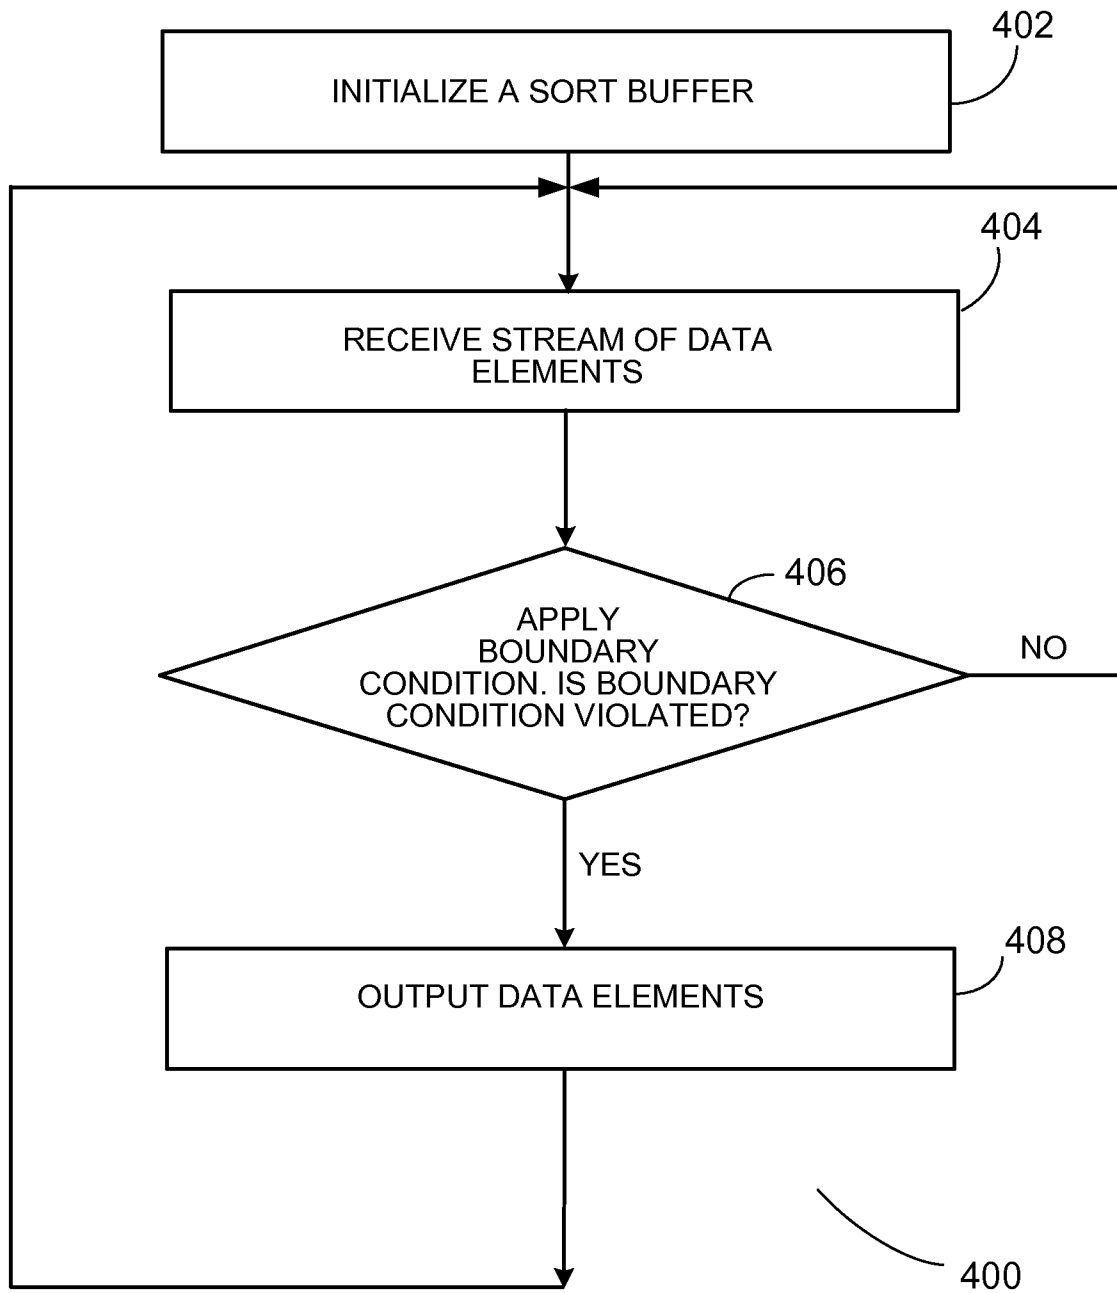 402
INITIALIZE A SORT BUFFER
404
RECEIVE STREAM OF DATA
ELEMENTS
406
APPLY
BOUNDARY
CONDITION. IS BOUNDARY
CONDITION VIOLATED?
NO
YES
408
OUTPUT DATA ELEMENTS
400